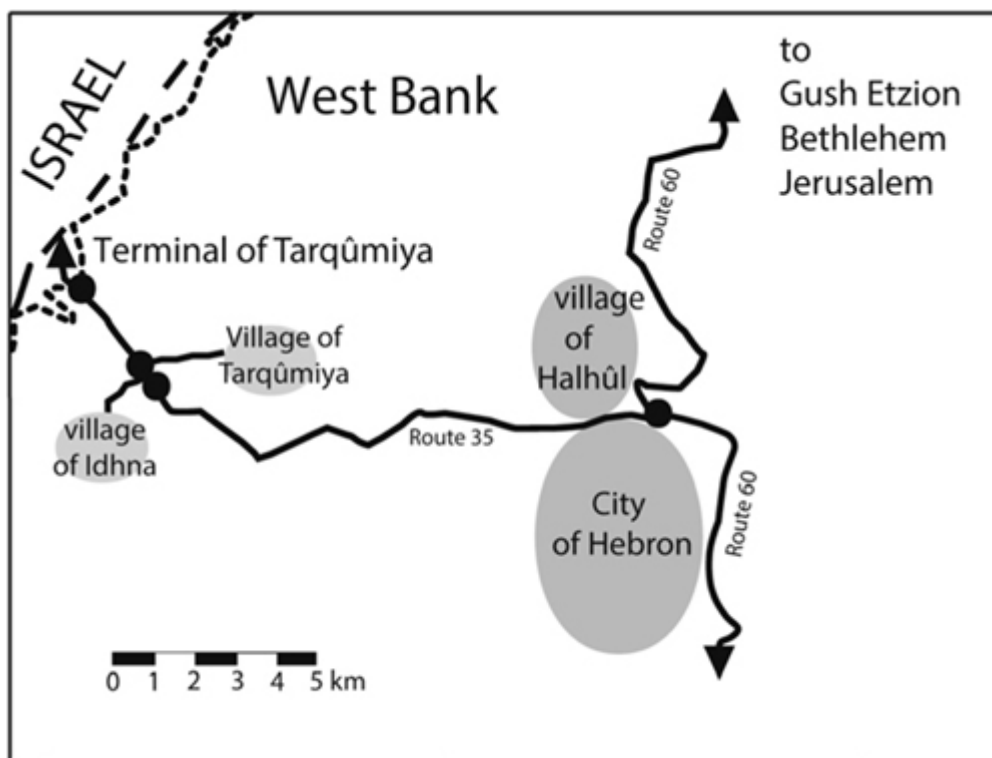 ISRAEL
West Bank
to
Gush Etzion
Bethlehem
Jerusalem
Route 60
Terminal of Tarqûmiya
village
of
Halhûl
Village of
Tarqûmiya
village
of Idhna
Route 35
City
of Hebron
Route 60
0 1 2 3 4 5 km